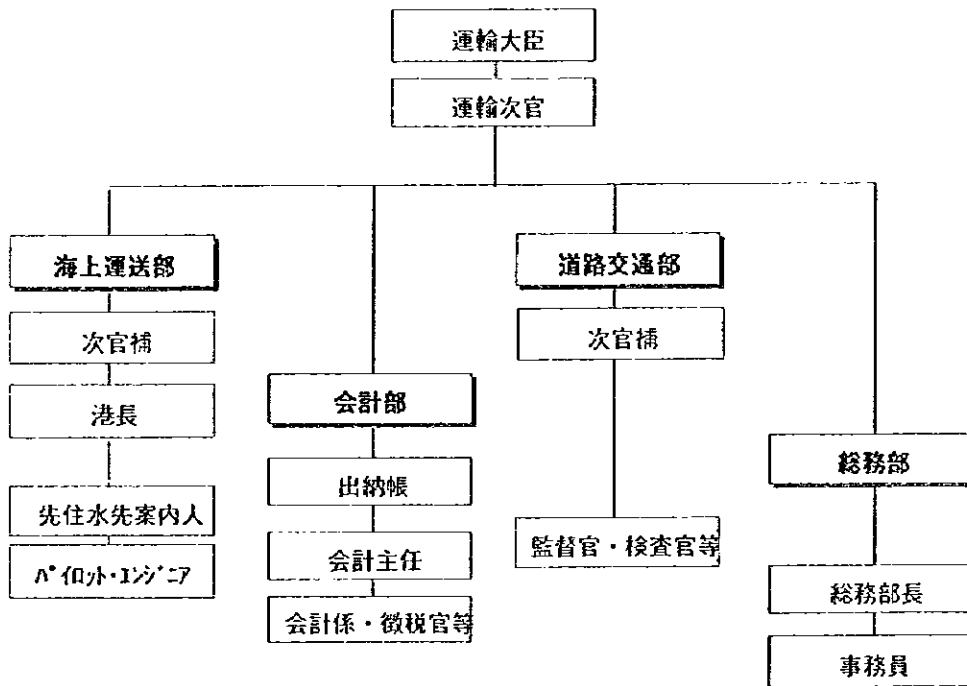 運輸大臣
運輸次官
海上運送部
次官補
港長
先住水先案内人
パイロット・エンジニア
会計部
出納帳
会計主任
会計係・徴税官等
道路交通部
次官補
監督官・検査官等
総務部
総務部長
事務員